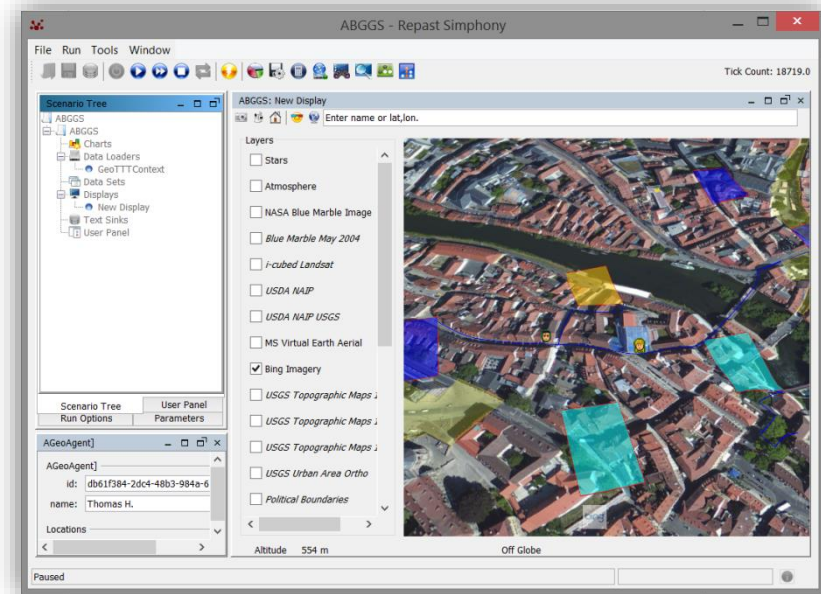 ABGGS - Repast Simphony
File Run Tools Window
Tick Count: 18719.0
Scenario Tree
ABGGS
ABGGS
Charts
Data Loaders
GeoTTTContext
Data Sets
Displays
New Display
Text Sinks
User Panel
Scenario Tree
User Panel
Run Options
Parameters
AGeoAgent]
AGeoAgent]
id: db61f384-2dc4-48b3-984a-6
name: Thomas H.
Locations
ABGGS: New Display
Enter name or lat,lon.
Layers
Stars
Atmosphere
NASA Blue Marble Image
Blue Marble May 2004
i-cubed Landsat
USDA NAIP
USDA NAIP USGS
MS Virtual Earth Aerial
Bing Imagery
USGS Topographic Maps 1
USGS Topographic Maps 1
USGS Topographic Maps 1
USGS Urban Area Ortho
Political Boundaries
bing
Altitude 554 m
Off Globe
Paused